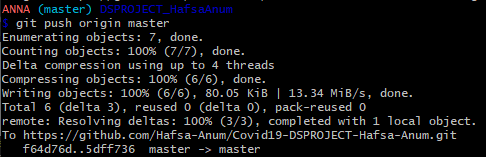 ANNA (master) DSPROJECT_HafsaAnum
$ git push origin master
Enumerating objects: 7, done.
Counting objects: 100% (7/7), done.
Delta compression using up to 4 threads
Compressing objects: 100% (6/6), done.
Writing objects: 100% (6/6), 80.05 KiB | 13.34 MiB/s, done.
Total 6 (delta 3), reused 0 (delta 0), pack-reused 0
remote: Resolving deltas: 100% (3/3), completed with 1 local object.
To https://github.com/Hafsa-Anum/Covid19-DSPROJECT-Hafsa-Anum.git
   f64d76d..5dff736  master -> master